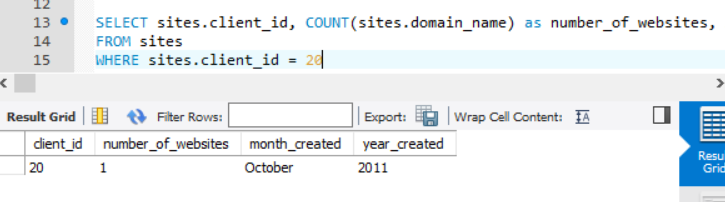 12
13 SELECT sites.client_id, COUNT(sites.domain_name) as number_of_websites,
14 FROM sites
15 WHERE sites.client_id = 20
Result Grid Filter Rows: Export: Wrap Cell Content: IA
client_id number_of_websites month_created year_created
20 1 October 2011
Resu
Grid